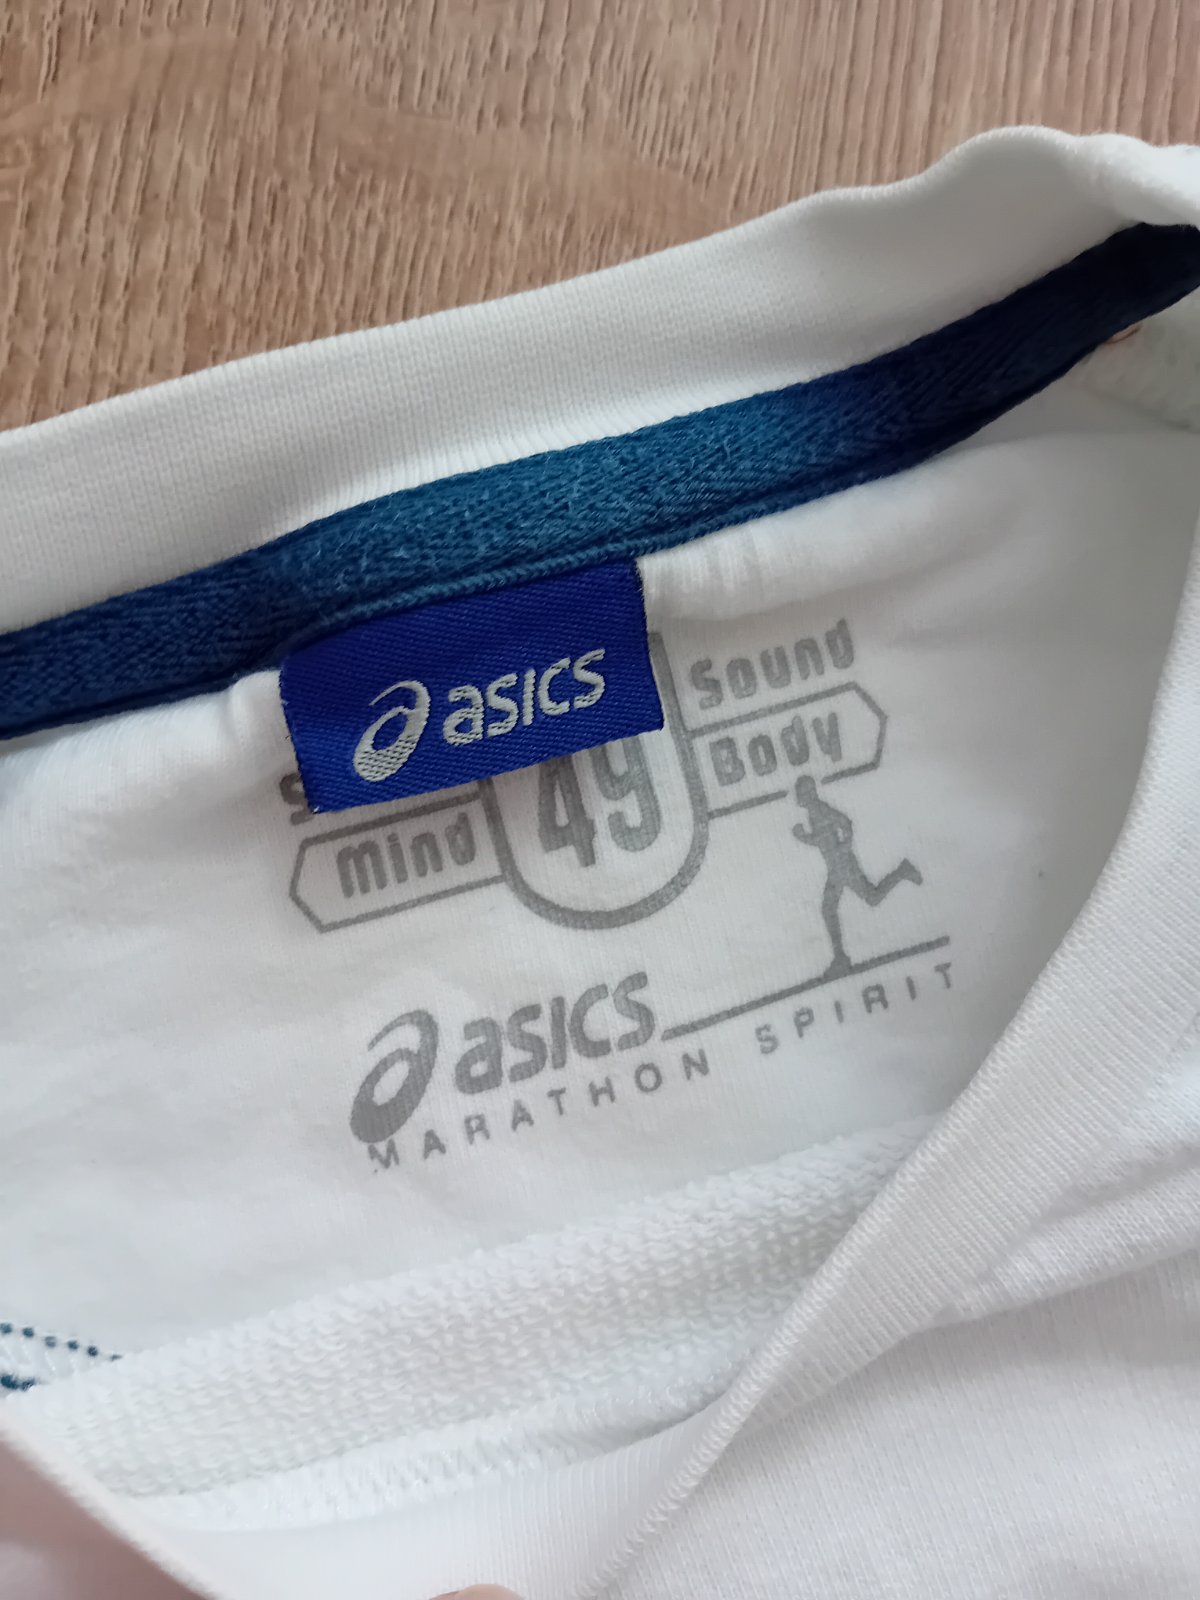 asics
Sound
Body
49
Mind
asics
MARATHON SPIRIT